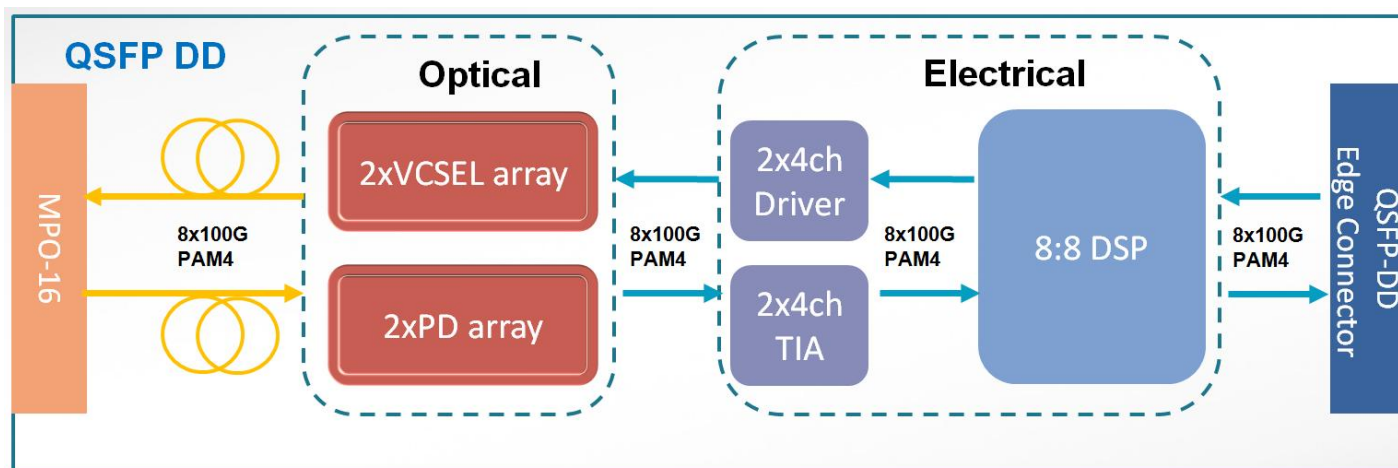 QSFP DD
Optical
Electrical
MPO-16
8x100G
PAM4
2xVCSEL array
2xPD array
8x100G
PAM4
2x4ch
Driver
2x4ch
TIA
8x100G
PAM4
8:8 DSP
8x100G
PAM4
QSFP-DD
Edge Connector